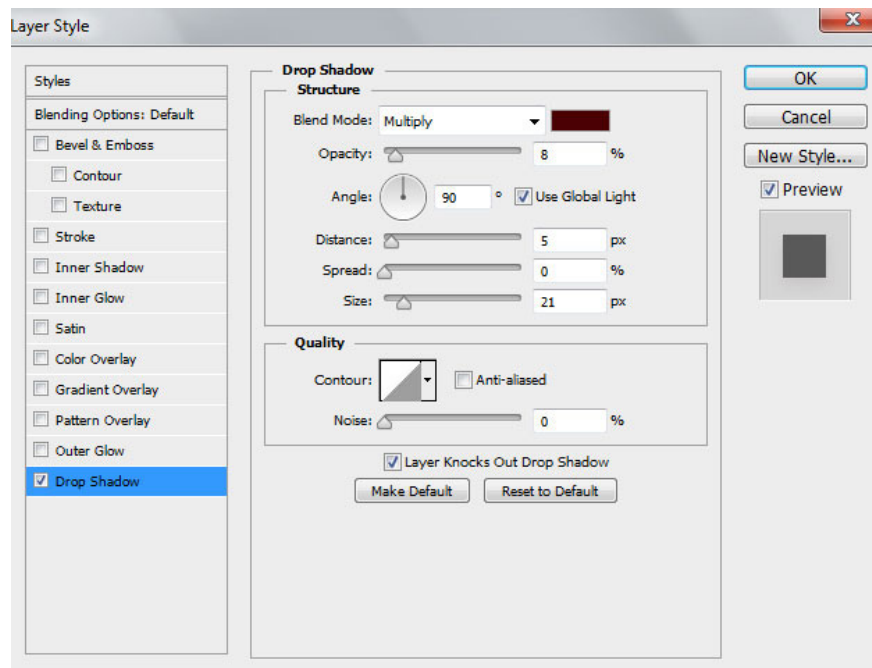 Layer Style
Styles
Blending Options: Default
Bevel & Emboss
Contour
Texture
Stroke
Inner Shadow
Inner Glow
Satin
Color Overlay
Gradient Overlay
Pattern Overlay
Outer Glow
Drop Shadow
Drop Shadow
Structure
Blend Mode: Multiply
Opacity: 8 %
Angle: 90 ° Use Global Light
Distance: 5 px
Spread: 0 %
Size: 21 px
Quality
Contour: Anti-aliased
Noise: 0 %
Layer Knocks Out Drop Shadow
Make Default Reset to Default
OK
Cancel
New Style...
Preview